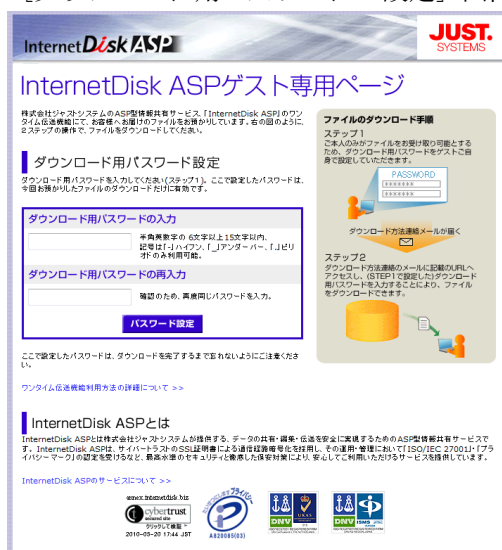 InternetDisk ASP
JUST.
SYSTEMS
InternetDisk ASPゲスト専用ページ
株式会社ジャストシステムのASP型情報共有サービス、「InternetDisk ASP」のワン
タイム伝送機能にて、お客様へお届けのファイルをお預かりしています。右の図のように、
2ステップの操作で、ファイルをダウンロードしてください。
ダウンロード用パスワード設定
ダウンロード用パスワードを入力してください(ステップ1)。ここで設定したパスワードは、
今回お預かりしたファイルのダウンロードだけに有効です。
ダウンロード用パスワードの入力
半角英数字の 6文字以上15文字以内、
記号は「-」ハイフン、「_」アンダーバー、「.」ピリ
オドのみ利用可能。
ダウンロード用パスワードの再入力
確認のため、再度同じパスワードを入力。
パスワード設定
ここで設定したパスワードは、ダウンロードを完了するまで忘れないようにご注意くださ
い。
ワンタイム伝送機能利用方法の詳細について >>
ファイルのダウンロード手順
ステップ1
ご本人のみがファイルをお受け取り可能とする
ため、ダウンロード用パスワードをゲストご自
身で設定していただきます。
PASSWORD
*******
*******
ダウンロード方法連絡メールが届く
ステップ2
ダウンロード方法連絡のメールに記載のURLへ
アクセスし、(STEP1で設定した)ダウンロード
用パスワードを入力することにより、ファイル
をダウンロードできます。
InternetDisk ASPとは
InternetDisk ASPとは株式会社ジャストシステムが提供する、データの共有・編集・伝送を安全に実現するためのASP型情報共有サービスで
す。InternetDisk ASPは、サイバートラストのSSL証明書による通信経路暗号化を採用し、その運用・管理において「ISO/IEC 27001」・「プラ
イバシーマーク」の認定を受けるなど、最高水準のセキュリティと徹底した保安対策により、安心してご利用いただけるサービスを提供しています。
InternetDisk ASPのサービスについて >>
annex.internetdisk.biz
cybertrust
secured site
クリックして検証
2010-05-20 17:44 JST
プライバシー
A820085(03)
DNV
UKAS
DNV
ISMS